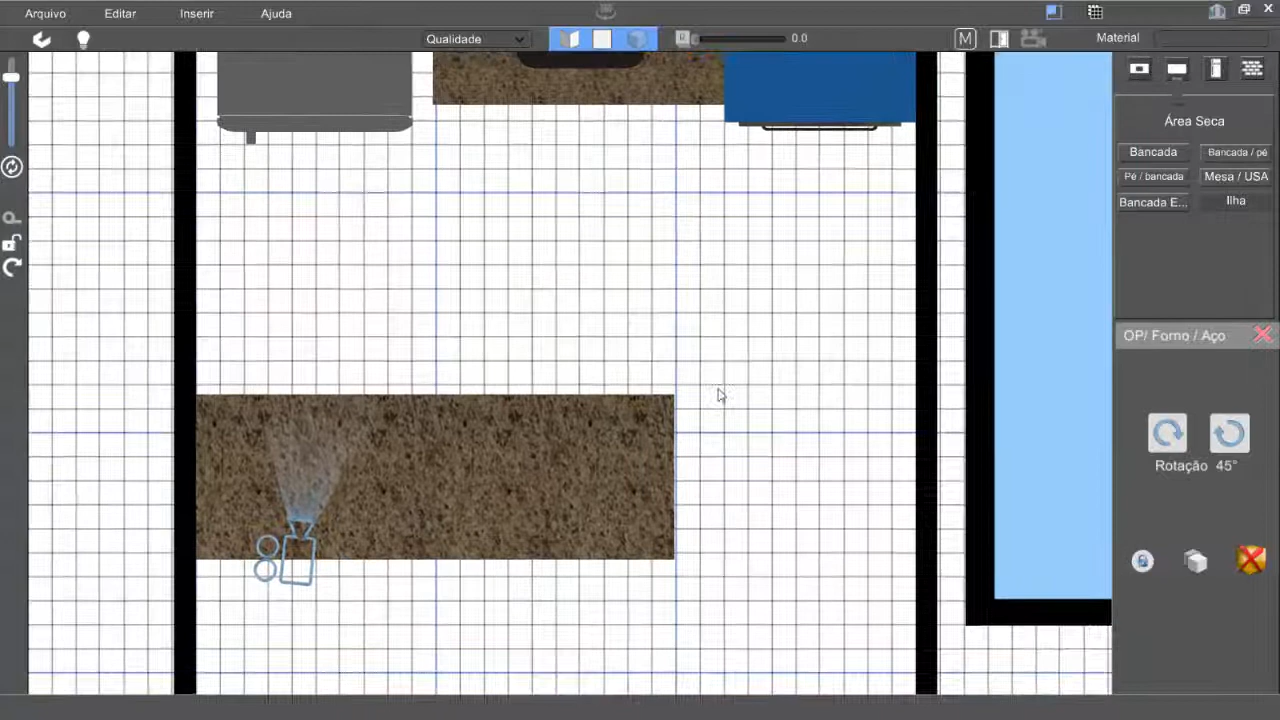 Arquivo Editar Inserir Ajuda
Qualidade 0.0 M Material
Área Seca
Bancada Bancada / pé
Pé / bancada Mesa / USA
Bancada E... Ilha
OP/ Forno / Aço
Rotação 45°